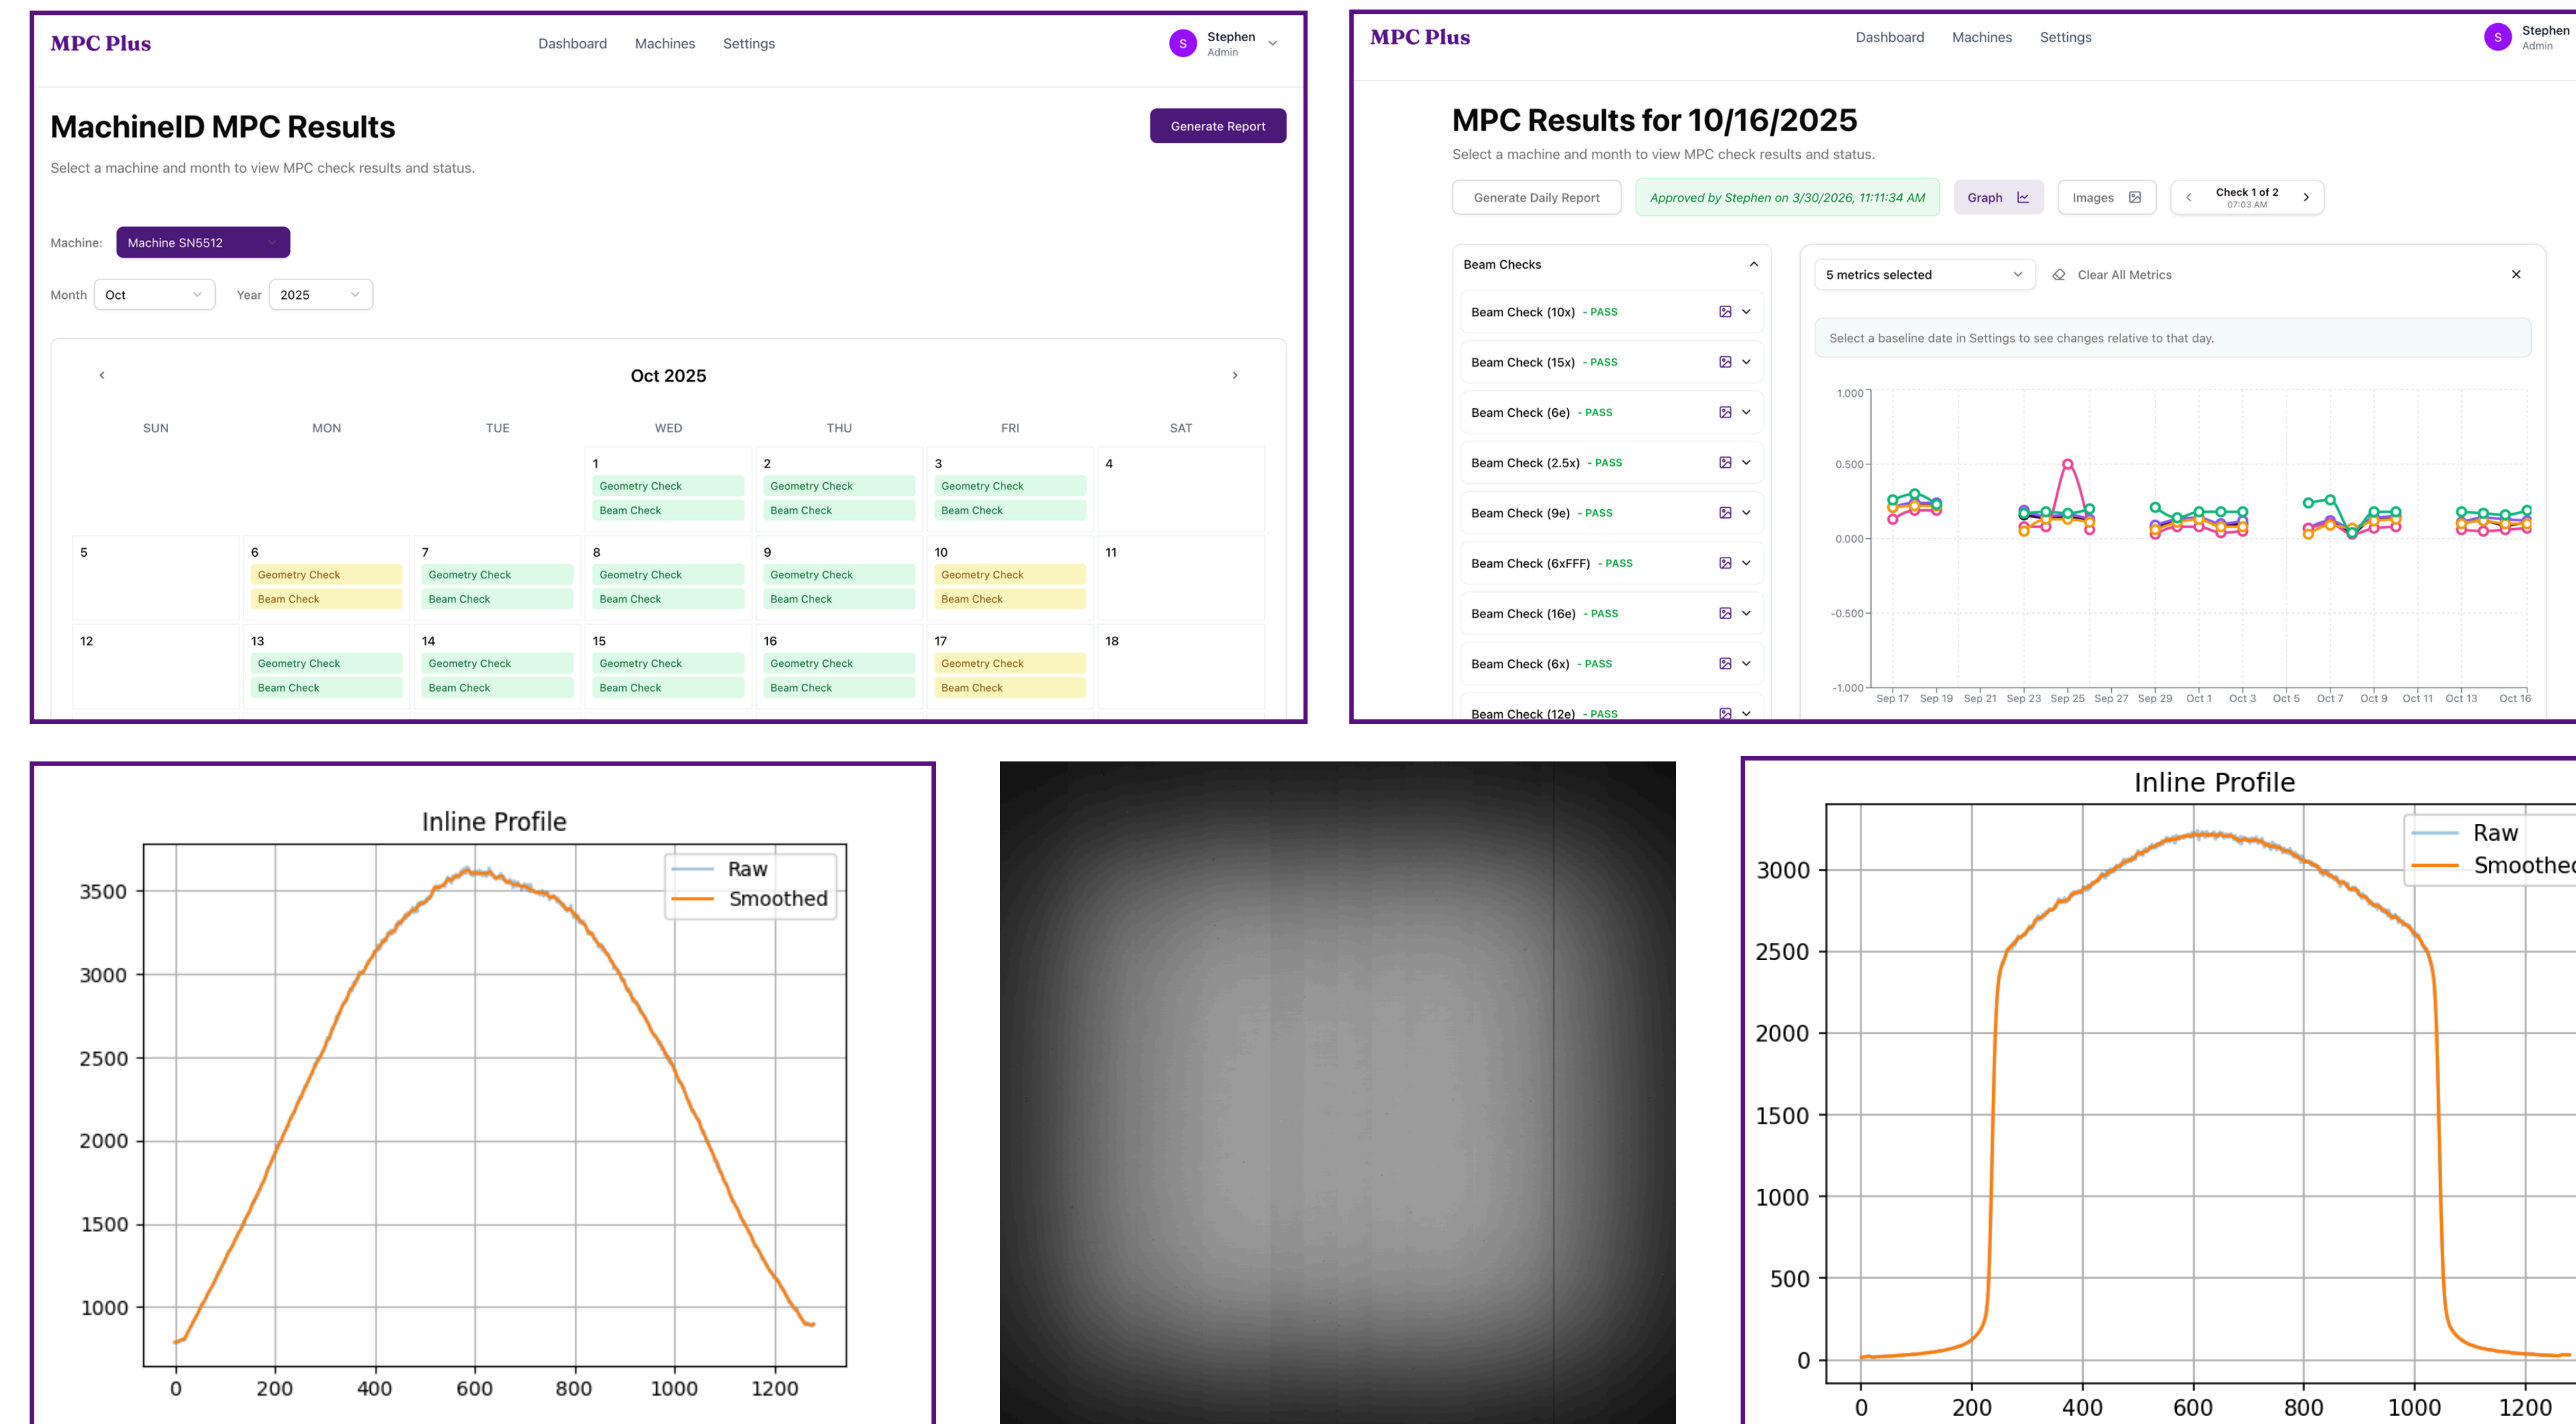 MPC Plus
Dashboard Machines Settings
S Stephen
Admin
MachineID MPC Results
Generate Report
Select a machine and month to view MPC check results and status.
Machine: Machine SN5512
Month Oct Year 2025
Oct 2025
SUN MON TUE WED THU FRI SAT
1 2 3 4
Geometry Check Geometry Check Geometry Check
Beam Check Beam Check Beam Check
5 6 7 8 9 10 11
Geometry Check Geometry Check Geometry Check Geometry Check Geometry Check
Beam Check Beam Check Beam Check Beam Check Beam Check
12 13 14 15 16 17 18
Geometry Check Geometry Check Geometry Check Geometry Check Geometry Check
Beam Check Beam Check Beam Check Beam Check Beam Check
MPC Plus
Dashboard Machines Settings
S Stephen
Admin
MPC Results for 10/16/2025
Select a machine and month to view MPC check results and status.
Generate Daily Report
Approved by Stephen on 3/30/2026, 11:11:34 AM
Graph
Images
Check 1 of 2
07:03 AM
Beam Checks
Beam Check (10x) - PASS
Beam Check (15x) - PASS
Beam Check (6e) - PASS
Beam Check (2.5x) - PASS
Beam Check (9e) - PASS
Beam Check (6xFFF) - PASS
Beam Check (16e) - PASS
Beam Check (6x) - PASS
Beam Check (12e) - PASS
5 metrics selected
Clear All Metrics
Select a baseline date in Settings to see changes relative to that day.
1.000
0.500
0.000
-0.500
-1.000
Sep 17 Sep 19 Sep 21 Sep 23 Sep 25 Sep 27 Sep 29 Oct 1 Oct 3 Oct 5 Oct 7 Oct 9 Oct 11 Oct 13 Oct 16
Inline Profile
Raw
Smoothed
3500
3000
2500
2000
1500
1000
0 200 400 600 800 1000 1200
Inline Profile
Raw
Smoothed
3000
2500
2000
1500
1000
500
0
0 200 400 600 800 1000 1200